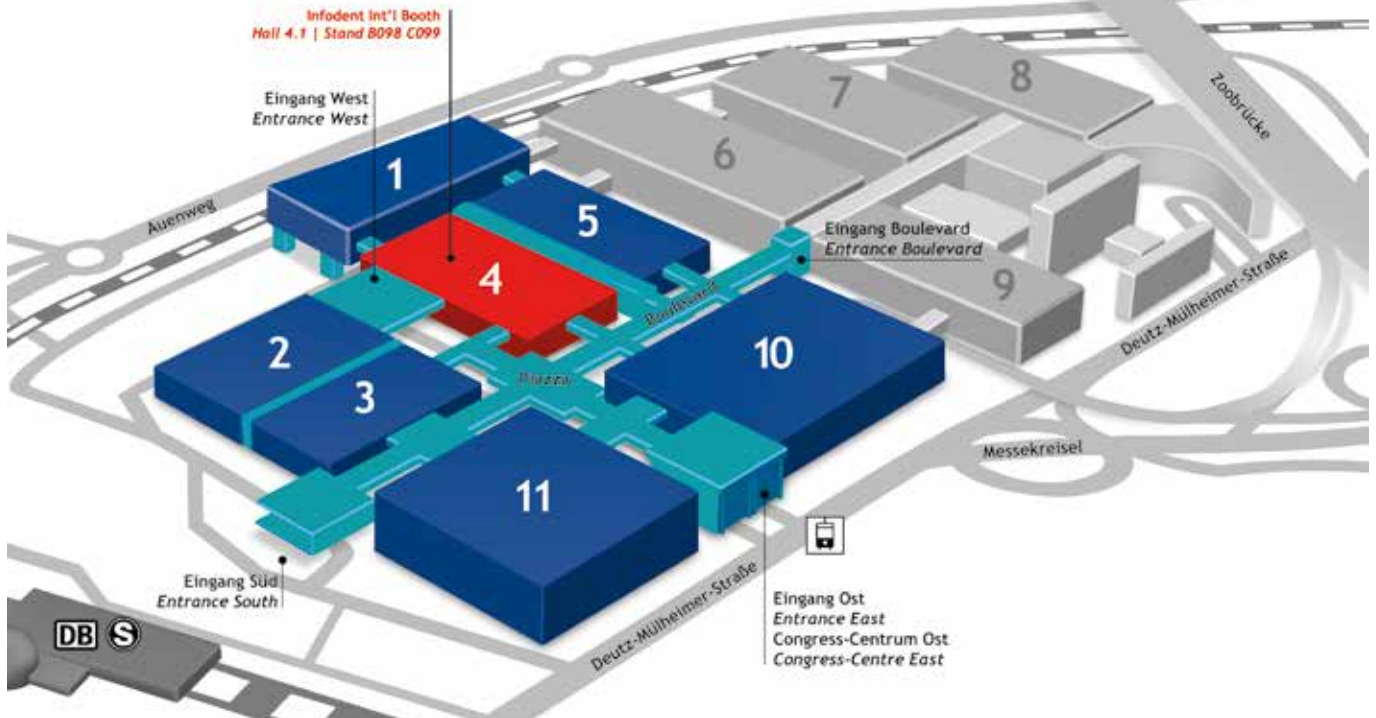 Infodent Int'l Booth
Hall 4.1 | Stand B098 C099
Eingang West
Entrance West
8
7
Zoobrücke
6
1
Auenweg
5
Eingang Boulevard
Entrance Boulevard
4
9
Boulevard
Deutz-Mülheimer-Straße
2
10
Piazza
3
Messekreisel
11
Eingang Süd
Entrance South
Deutz-Mülheimer-Straße
Eingang Ost
Entrance East
Congress-Centrum Ost
Congress-Centre East
DB S